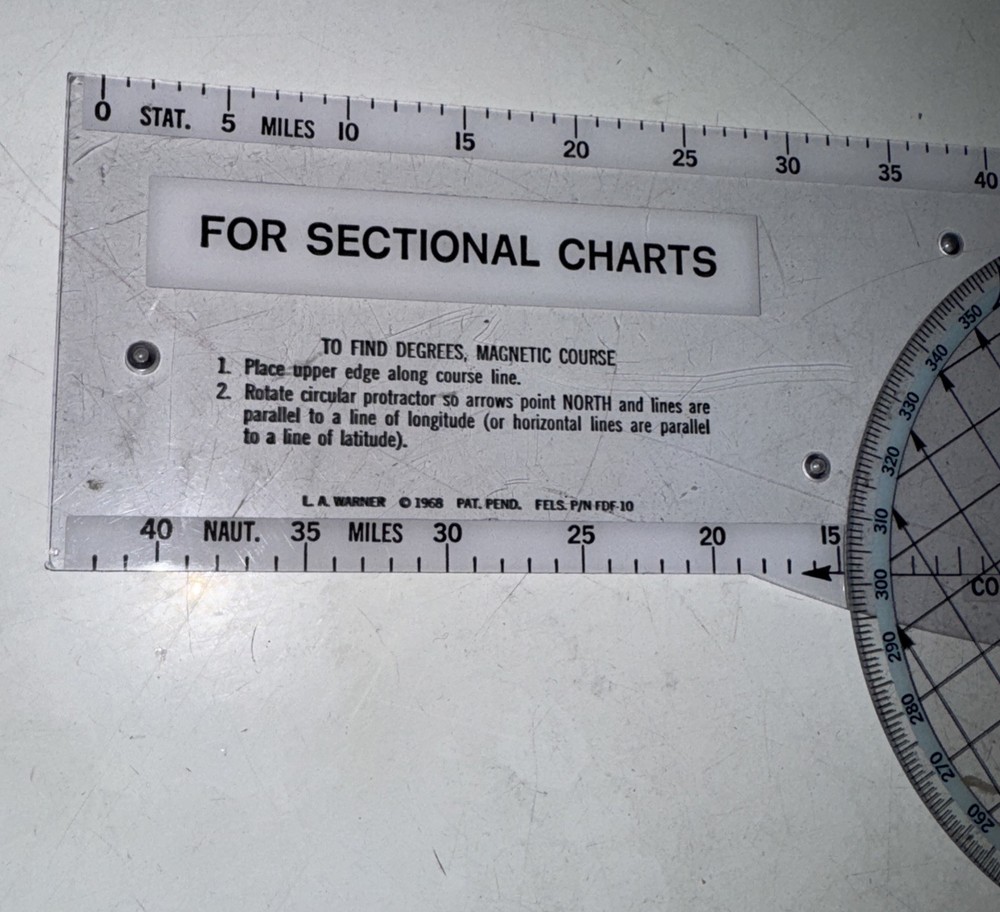 0 STAT. 5 MILES 10 15 20 25 30 35 40
FOR SECTIONAL CHARTS
TO FIND DEGREES, MAGNETIC COURSE
1. Place upper edge along course line.
2. Rotate circular protractor so arrows point NORTH and lines are
parallel to a line of longitude (or horizontal lines are parallel
to a line of latitude).
L. A. WARNER © 1968 PAT. PEND. FELS. P/N FDF-10
40 NAUT. 35 MILES 30 25 20 15
350
340
330
320
310
300
CO
290
280
270
260